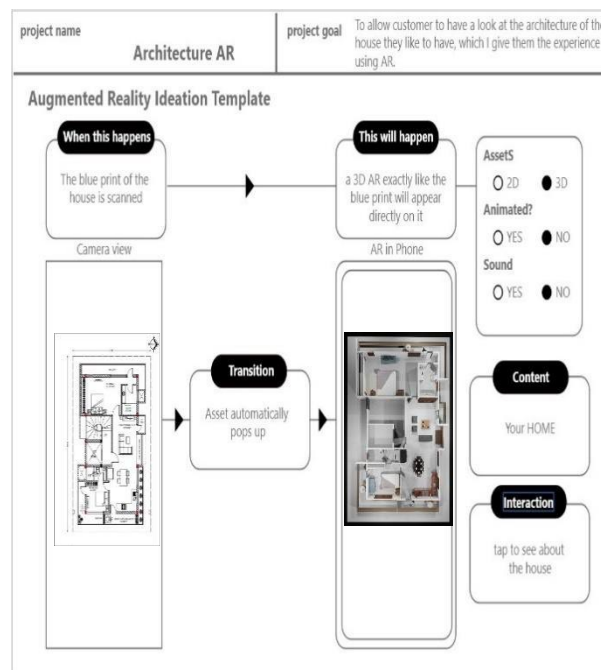 project name
Architecture AR
project goal
To allow customer to have a look at the architecture of the
house they like to have, which I give them the experience
using AR.
Augmented Reality Ideation Template
When this happens
The blue print of the
house is scanned
This will happen
a 3D AR exactly like the
blue print will appear
directly on it
AssetS
2D 3D
Animated?
YES NO
Sound
YES NO
Camera view
AR in Phone
Transition
Asset automatically
pops up
Content
Your HOME
Interaction
tap to see about
the house